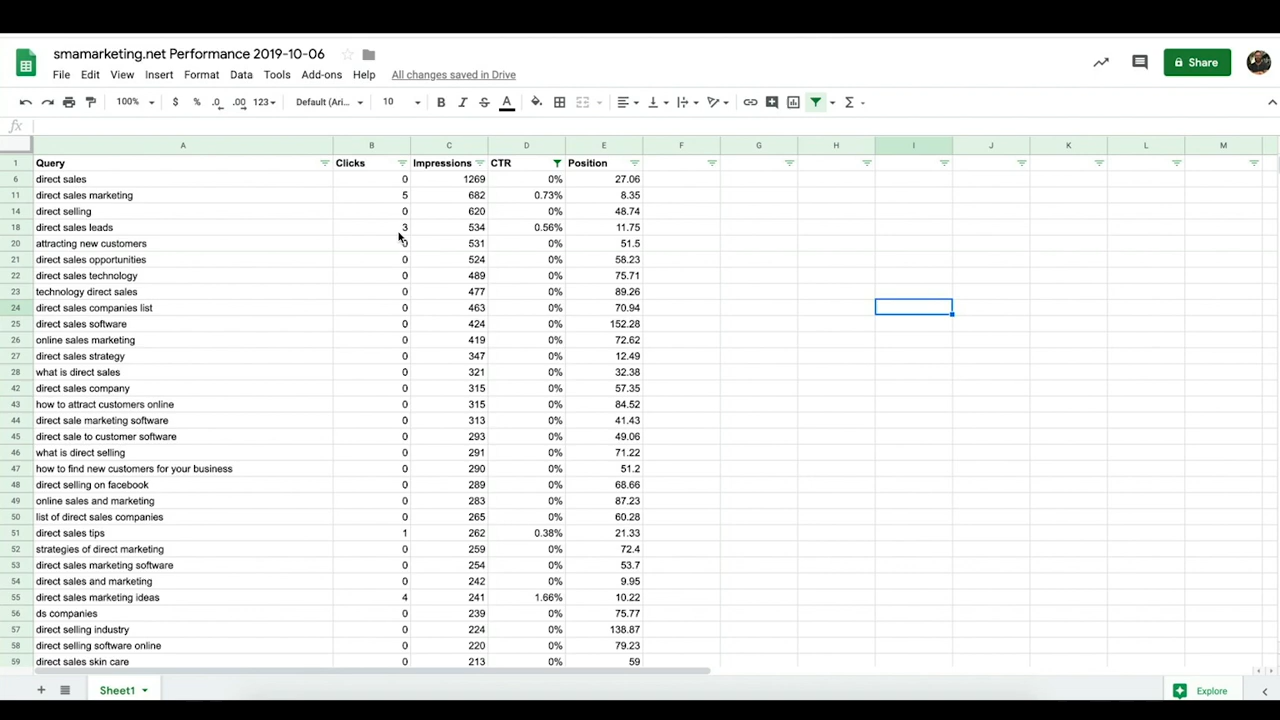 smamarketing.net Performance 2019-10-06
File Edit View Insert Format Data Tools Add-ons Help All changes saved in Drive
Share
100% $ % .0 .00 123 Default (Ari... 10 B I S A
fx
A B C D E F G H I J K L M
1 Query Clicks Impressions CTR Position
6 direct sales 0 1269 0% 27.06
11 direct sales marketing 5 682 0.73% 8.35
14 direct selling 0 620 0% 48.74
18 direct sales leads 3 534 0.56% 11.75
20 attracting new customers 0 531 0% 51.5
21 direct sales opportunities 0 524 0% 58.23
22 direct sales technology 0 489 0% 75.71
23 technology direct sales 0 477 0% 89.26
24 direct sales companies list 0 463 0% 70.94
25 direct sales software 0 424 0% 152.28
26 online sales marketing 0 419 0% 72.62
27 direct sales strategy 0 347 0% 12.49
28 what is direct sales 0 321 0% 32.38
42 direct sales company 0 315 0% 57.35
43 how to attract customers online 0 315 0% 84.52
44 direct sale marketing software 0 313 0% 41.43
45 direct sale to customer software 0 293 0% 49.06
46 what is direct selling 0 291 0% 71.22
47 how to find new customers for your business 0 290 0% 51.2
48 direct selling on facebook 0 289 0% 68.66
49 online sales and marketing 0 283 0% 87.23
50 list of direct sales companies 0 265 0% 60.28
51 direct sales tips 1 262 0.38% 21.33
52 strategies of direct marketing 0 259 0% 72.4
53 direct sales marketing software 0 254 0% 53.7
54 direct sales and marketing 0 242 0% 9.95
55 direct sales marketing ideas 4 241 1.66% 10.22
56 ds companies 0 239 0% 75.77
57 direct selling industry 0 224 0% 138.87
58 direct selling software online 0 220 0% 79.23
59 direct sales skin care 0 213 0% 59
Sheet1
Explore